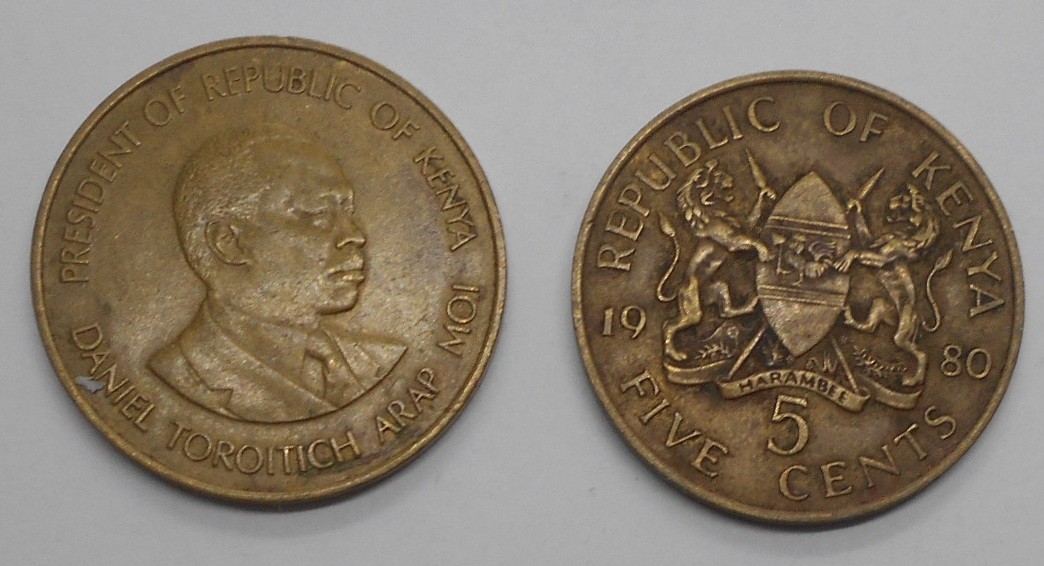 PRESIDENT OF REPUBLIC OF KENYA
DANIEL TOROITICH ARAP MOI
REPUBLIC OF KENYA
19 80
HARAMBEE
5
FIVE CENTS